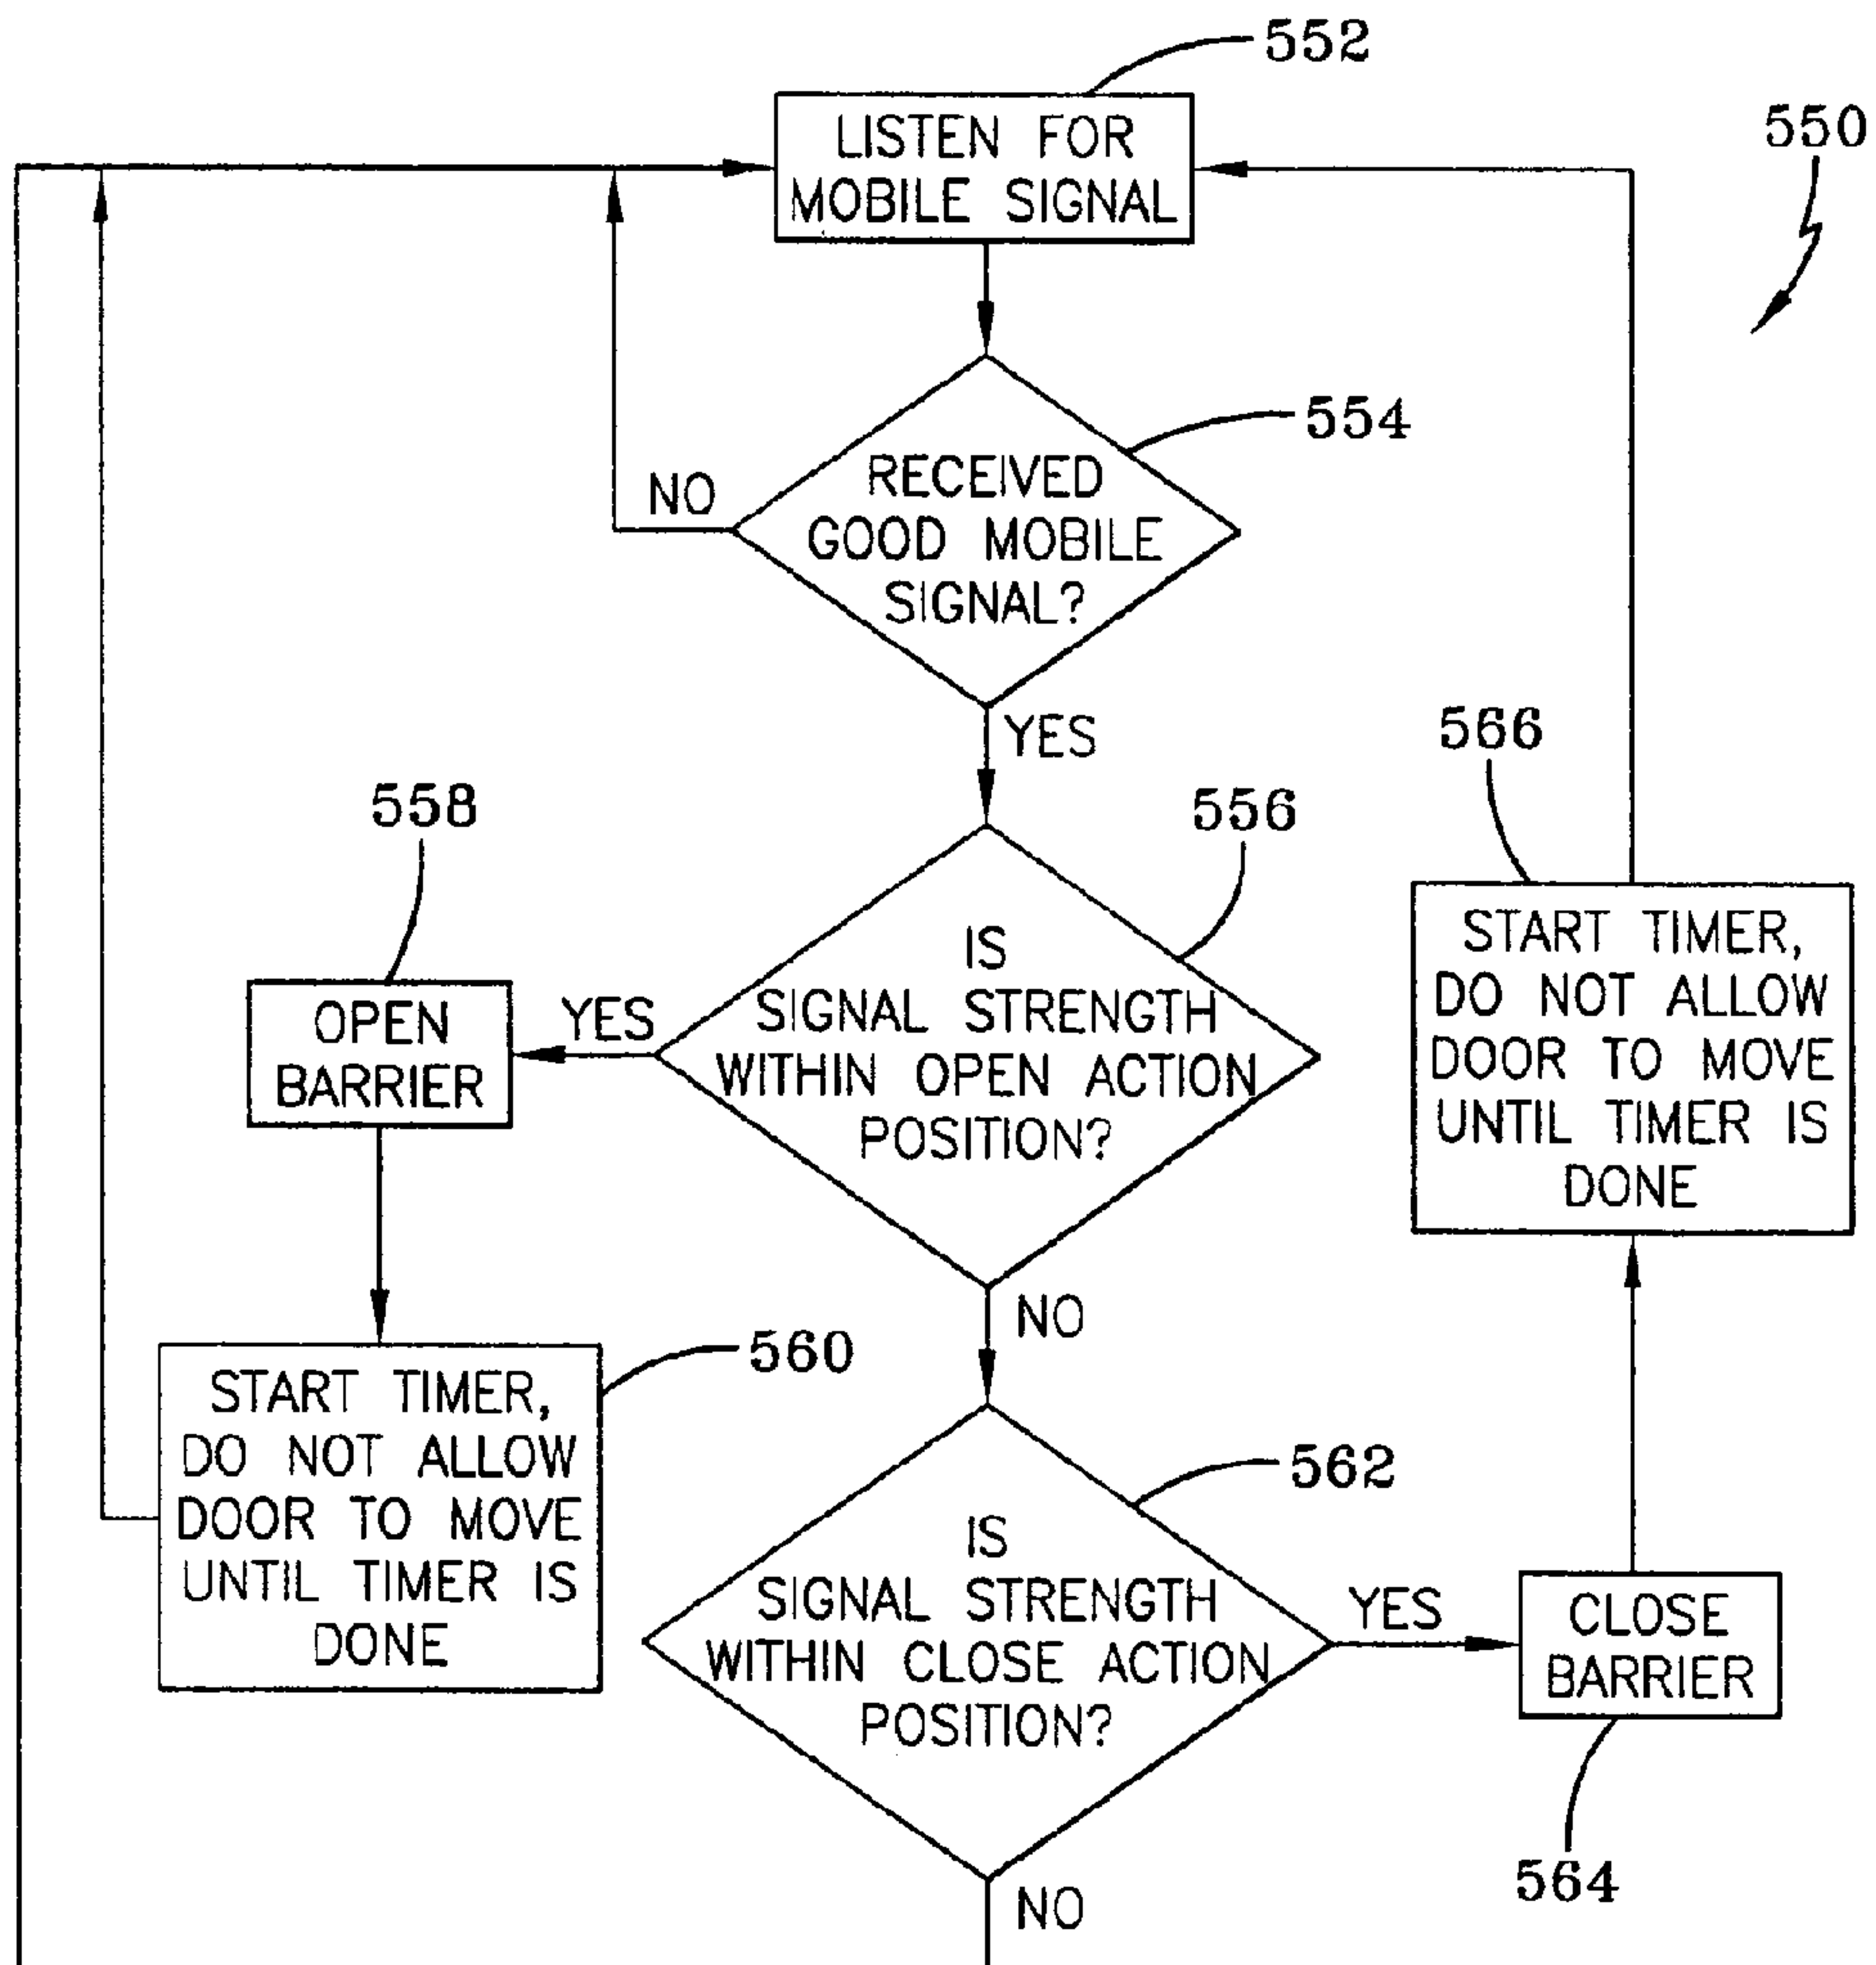 552
LISTEN FOR
MOBILE SIGNAL
550
554
RECEIVED
GOOD MOBILE
SIGNAL?
NO
YES
566
558
556
START TIMER,
DO NOT ALLOW
DOOR TO MOVE
UNTIL TIMER IS
DONE
IS
SIGNAL STRENGTH
WITHIN OPEN ACTION
POSITION?
YES
OPEN
BARRIER
NO
560
START TIMER,
DO NOT ALLOW
DOOR TO MOVE
UNTIL TIMER IS
DONE
562
IS
SIGNAL STRENGTH
WITHIN CLOSE ACTION
POSITION?
YES
CLOSE
BARRIER
564
NO